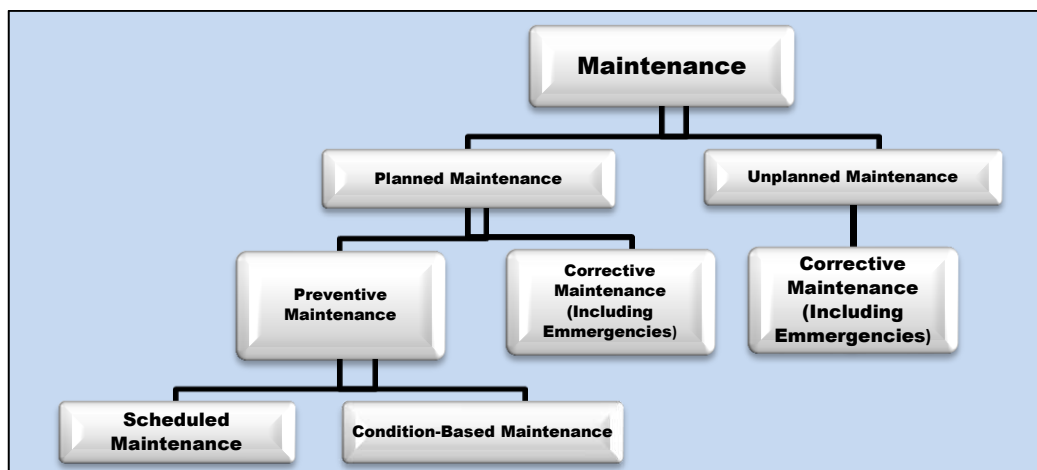 Maintenance
Planned Maintenance
Unplanned Maintenance
Preventive
Maintenance
Corrective
Maintenance
(Including
Emmergencies)
Corrective
Maintenance
(Including
Emmergencies)
Scheduled
Maintenance
Condition-Based Maintenance